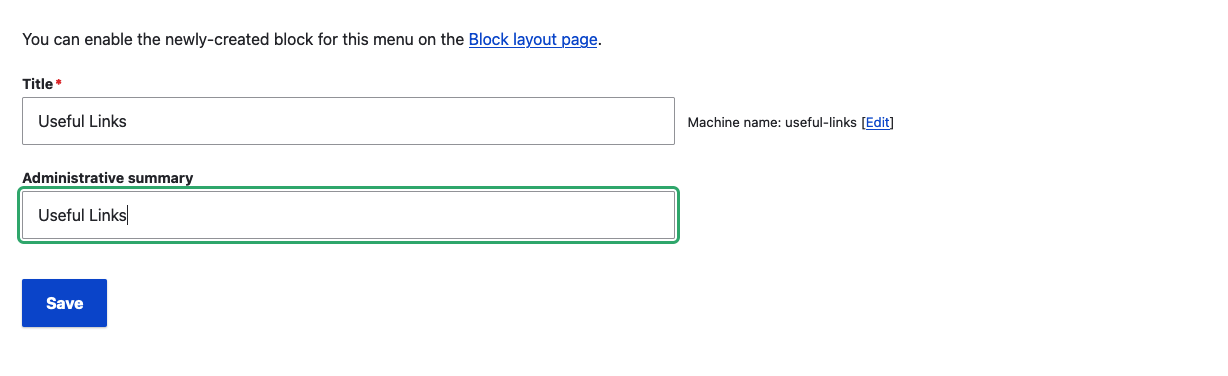 You can enable the newly-created block for this menu on the Block layout page.
Title*
Useful Links
Machine name: useful-links [Edit]
Administrative summary
Useful Links
Save